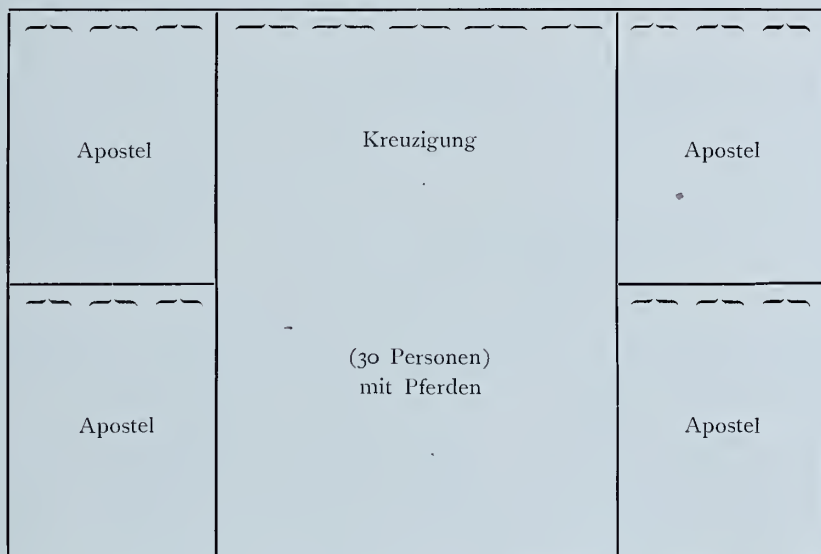 Apostel
Kreuzigung
Apostel
(30 Personen)
mit Pferden
Apostel
Apostel